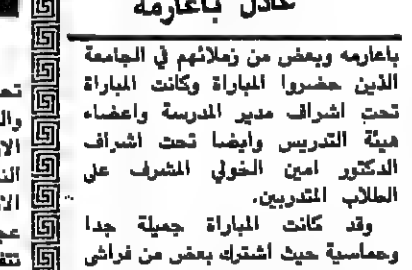 عادل باعارمه
باعارمه وبعض من زملائهم في الجامعة
الذين حضروا المباراة وكانت المباراة
تحت اشراف مدير المدرسة واعضاء
هيئة التدريس وايضا تحت اشراف
الدكتور امين الخولي المشرف على
الطلاب المتدربين.
وقد كانت المباراة جميلة جدا
وحماسية حيث اشترك بعض من فراشي